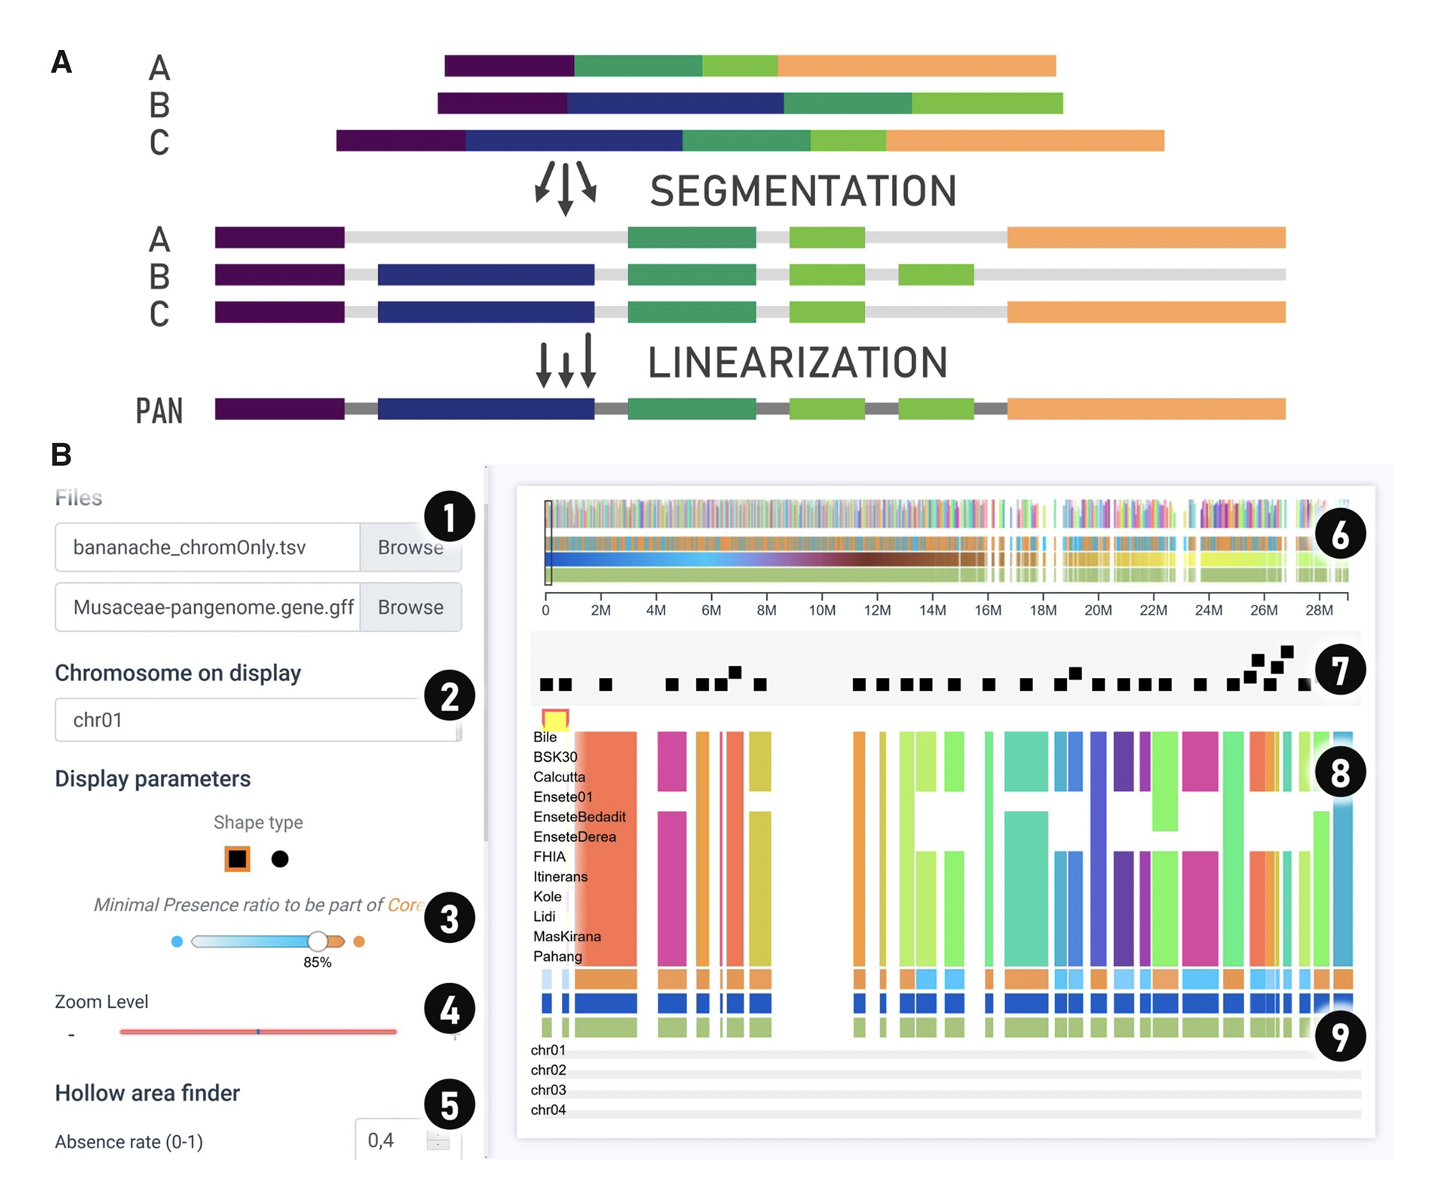 A
A
B
C
SEGMENTATION
A
B
C
LINEARIZATION
PAN
B
Files
1
bananache_chromOnly.tsv Browse
Musaceae-pangenome.gene.gff Browse
Chromosome on display
2
chr01
Display parameters
Shape type
Minimal Presence ratio to be part of Core
3
85%
Zoom Level
4
-
Hollow area finder
5
Absence rate (0-1) 0,4
6
0 2M 4M 6M 8M 10M 12M 14M 16M 18M 20M 22M 24M 26M 28M
7
Bile
BSK30
Calcutta
8
Ensete01
EnseteBedadit
EnseteDerea
FHIA
Itinerans
Kole
Lidi
MasKirana
Pahang
9
chr01
chr02
chr03
chr04